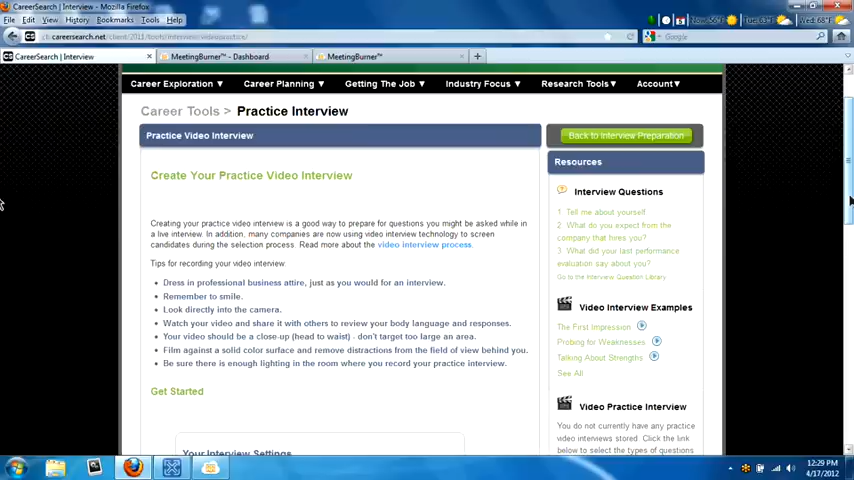 CareerSearch | Interview - Mozilla Firefox
File Edit View History Bookmarks Tools Help
Now: 56°F Tue: 63°F Wed: 68°F
careersearch.net/client/2011/tools/interview/videopractice/
Google
CareerSearch | Interview
MeetingBurner™ - Dashboard
MeetingBurner™
Career Exploration ▼ Career Planning ▼ Getting The Job ▼ Industry Focus ▼ Research Tools▼ Account▼
Career Tools > Practice Interview
Practice Video Interview
Create Your Practice Video Interview
Creating your practice video interview is a good way to prepare for questions you might be asked while in
a live interview. In addition, many companies are now using video interview technology to screen
candidates during the selection process. Read more about the video interview process.
Tips for recording your video interview
• Dress in professional business attire, just as you would for an interview.
• Remember to smile.
• Look directly into the camera.
• Watch your video and share it with others to review your body language and responses.
• Your video should be a close-up (head to waist) - don't target too large an area.
• Film against a solid color surface and remove distractions from the field of view behind you.
• Be sure there is enough lighting in the room where you record your practice interview.
Get Started
Your Interview Settings
Back to Interview Preparation
Resources
Interview Questions
1 Tell me about yourself
2 What do you expect from the
company that hires you?
3 What did your last performance
evaluation say about you?
Go to the Interview Question Library
Video Interview Examples
The First Impression
Probing for Weaknesses
Talking About Strengths
See All
Video Practice Interview
You do not currently have any practice
video interviews stored. Click the link
below to select the types of questions
12:29 PM
4/17/2012